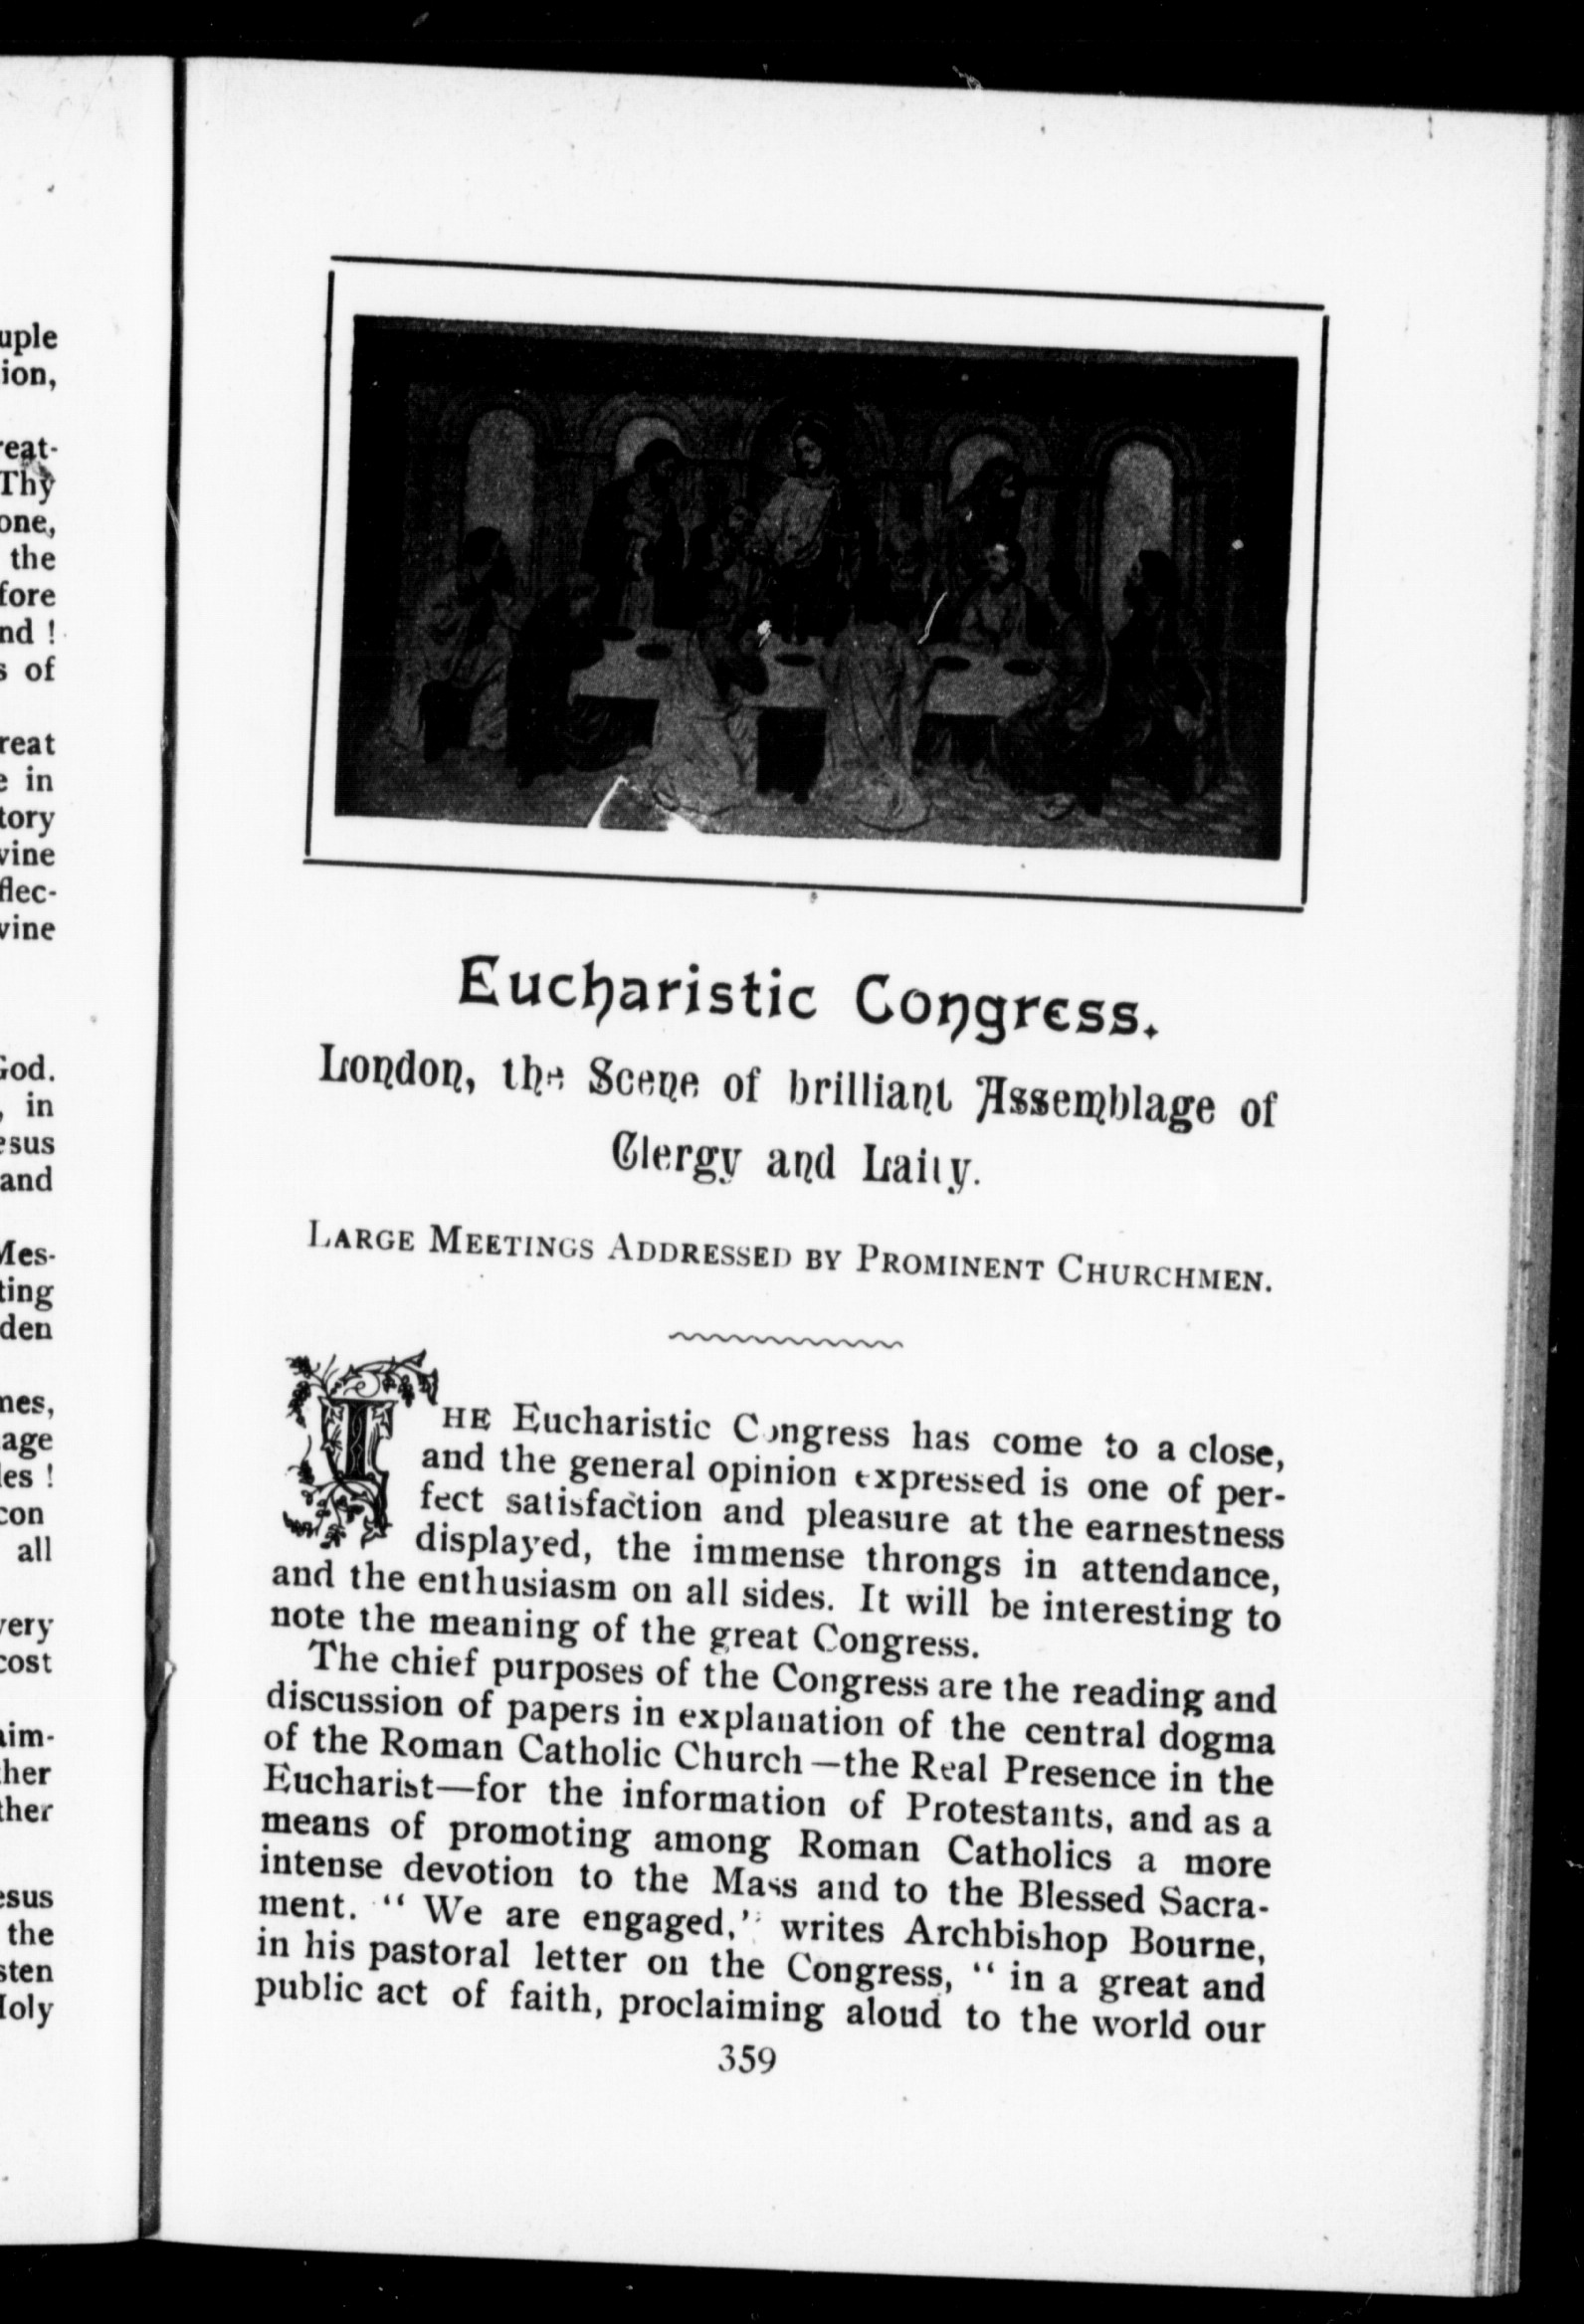 uple
ion,
reat-
Thy
one,
the
fore
nd !
s of
reat
e in
tory
vine
flec-
vine
God.
, in
esus
and
Mes-
ting
den
mes,
age
les !
con
all
very
cost
aim-
ther
ther
esus
the
sten
Holy
Eucharistic Congress.
London, the Scene of brilliant Assemblage of
Clergy and Laity.
LARGE MEETINGS ADDRESSED BY PROMINENT CHURCHMEN.
THE Eucharistic Congress has come to a close,
and the general opinion expressed is one of per-
fect satisfaction and pleasure at the earnestness
displayed, the immense throngs in attendance,
and the enthusiasm on all sides. It will be interesting to
note the meaning of the great Congress.
The chief purposes of the Congress are the reading and
discussion of papers in explanation of the central dogma
of the Roman Catholic Church—the Real Presence in the
Eucharist—for the information of Protestants, and as a
means of promoting among Roman Catholics a more
intense devotion to the Mass and to the Blessed Sacra-
ment. “ We are engaged,” writes Archbishop Bourne,
in his pastoral letter on the Congress, “ in a great and
public act of faith, proclaiming aloud to the world our
359